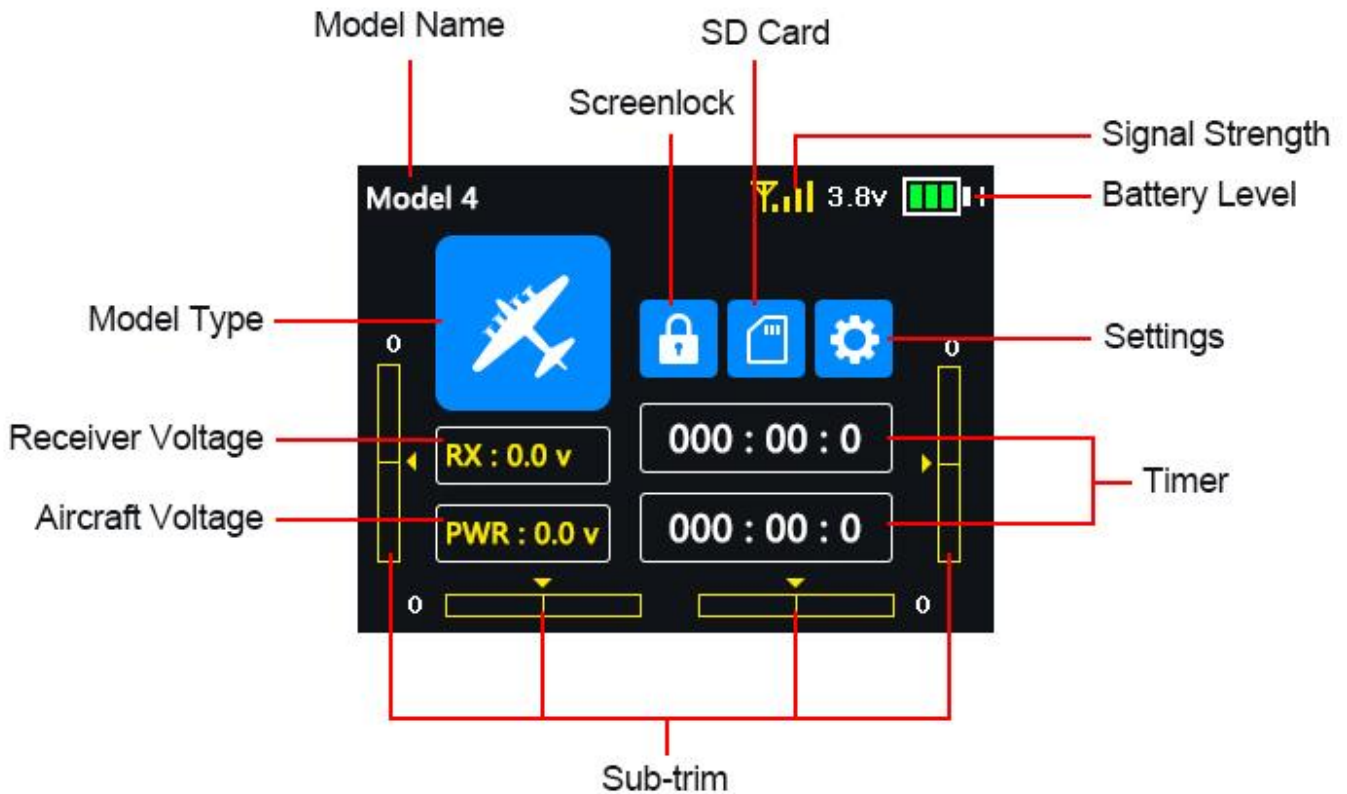 Model Name
SD Card
Screenlock
Signal Strength
Model 4
3.8v
Battery Level
Model Type
Settings
0
0
Receiver Voltage
RX : 0.0 v
000 : 00 : 0
Timer
Aircraft Voltage
PWR : 0.0 v
000 : 00 : 0
0
0
Sub-trim